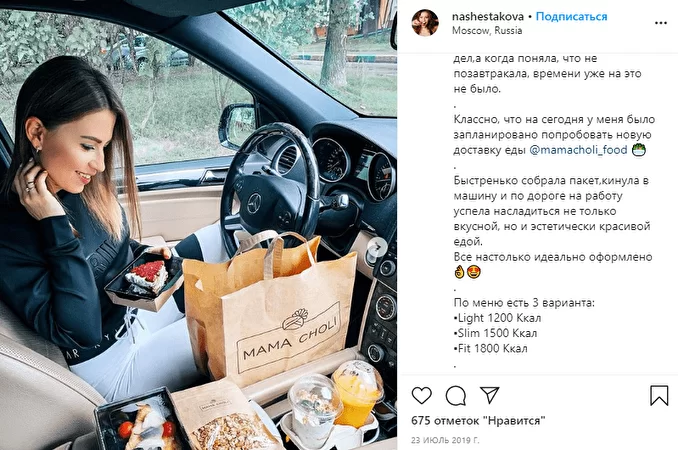 nashestakova • Подписаться
Moscow, Russia
дел,а когда поняла, что не
позавтракала, времени уже на это
не было.
.
Классно, что на сегодня у меня было
запланировано попробовать новую
доставку еды @mamacholi_food
.
Быстренько собрала пакет,кинула в
машину и по дороге на работу
успела насладиться не только
вкусной, но и эстетически красивой
едой.
Все настолько идеально оформлено
👌😍
.
По меню есть 3 варианта:
▪Light 1200 Ккал
▪Slim 1500 Ккал
▪Fit 1800 Ккал
.
675 отметок "Нравится"
23 ИЮЛЬ 2019 Г.
MAMA CHOLI
MAMA CHOLI